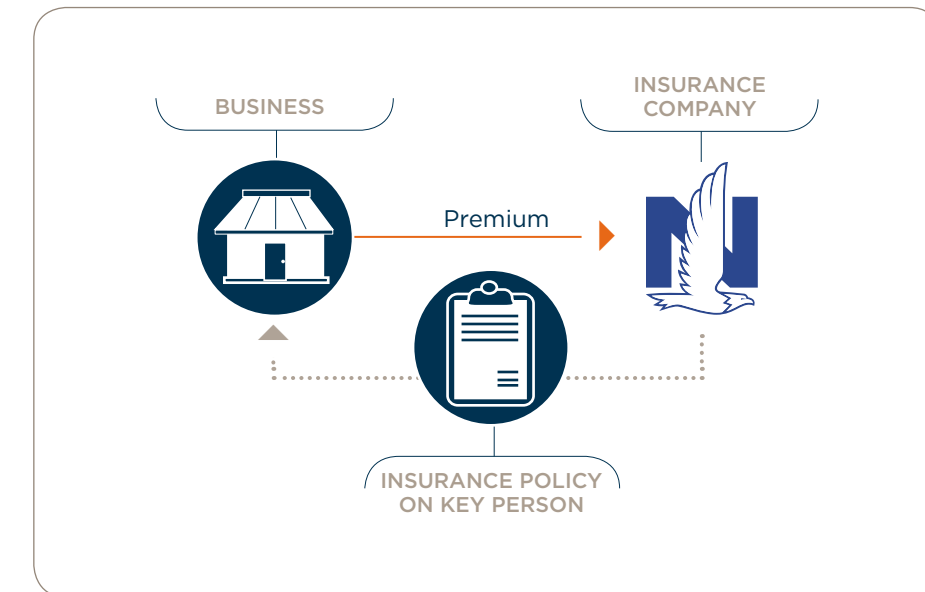 BUSINESS
INSURANCE
COMPANY
Premium
INSURANCE POLICY
ON KEY PERSON